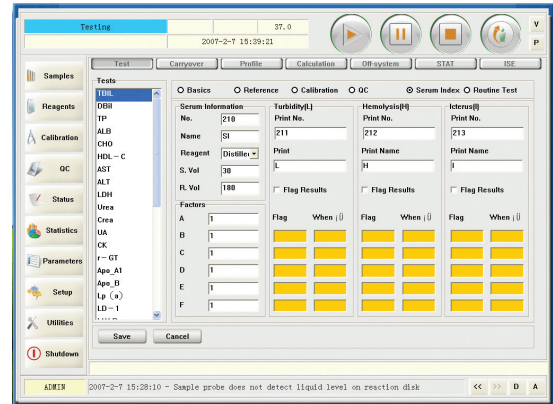 Testing 37.0
2007-2-7 15:39:21
V
P
Test Carryover Profile Calculation Off-system STAT ISE
Samples
Reagents
Calibration
QC
Status
Statistics
Parameters
Setup
Utilities
Shutdown
Tests
TBIL
DBil
TP
ALB
CHO
HDL-C
AST
ALT
LDH
Urea
Crea
UA
CK
r-GT
Apo_A1
Apo_B
Lp (a)
LD-1
Basics Reference Calibration QC Serum Index Routine Test
Serum Information
No. 210
Name SI
Reagent Distiller
S. Vol 30
R. Vol 180
Factors
A 1
B 1
C 1
D 1
E 1
F 1
Turbidity(L)
Print No.
211
Print
L
Flag Results
Flag When ¡Ü
Hemolysis(H)
Print No.
212
Print Name
H
Flag Results
Flag When ¡Ü
Icterus(I)
Print No.
213
Print Name
I
Flag Results
Flag When ¡Ü
Save Cancel
ADMIN 2007-2-7 15:28:10 - Sample probe does not detect liquid level on reaction disk << >> D A